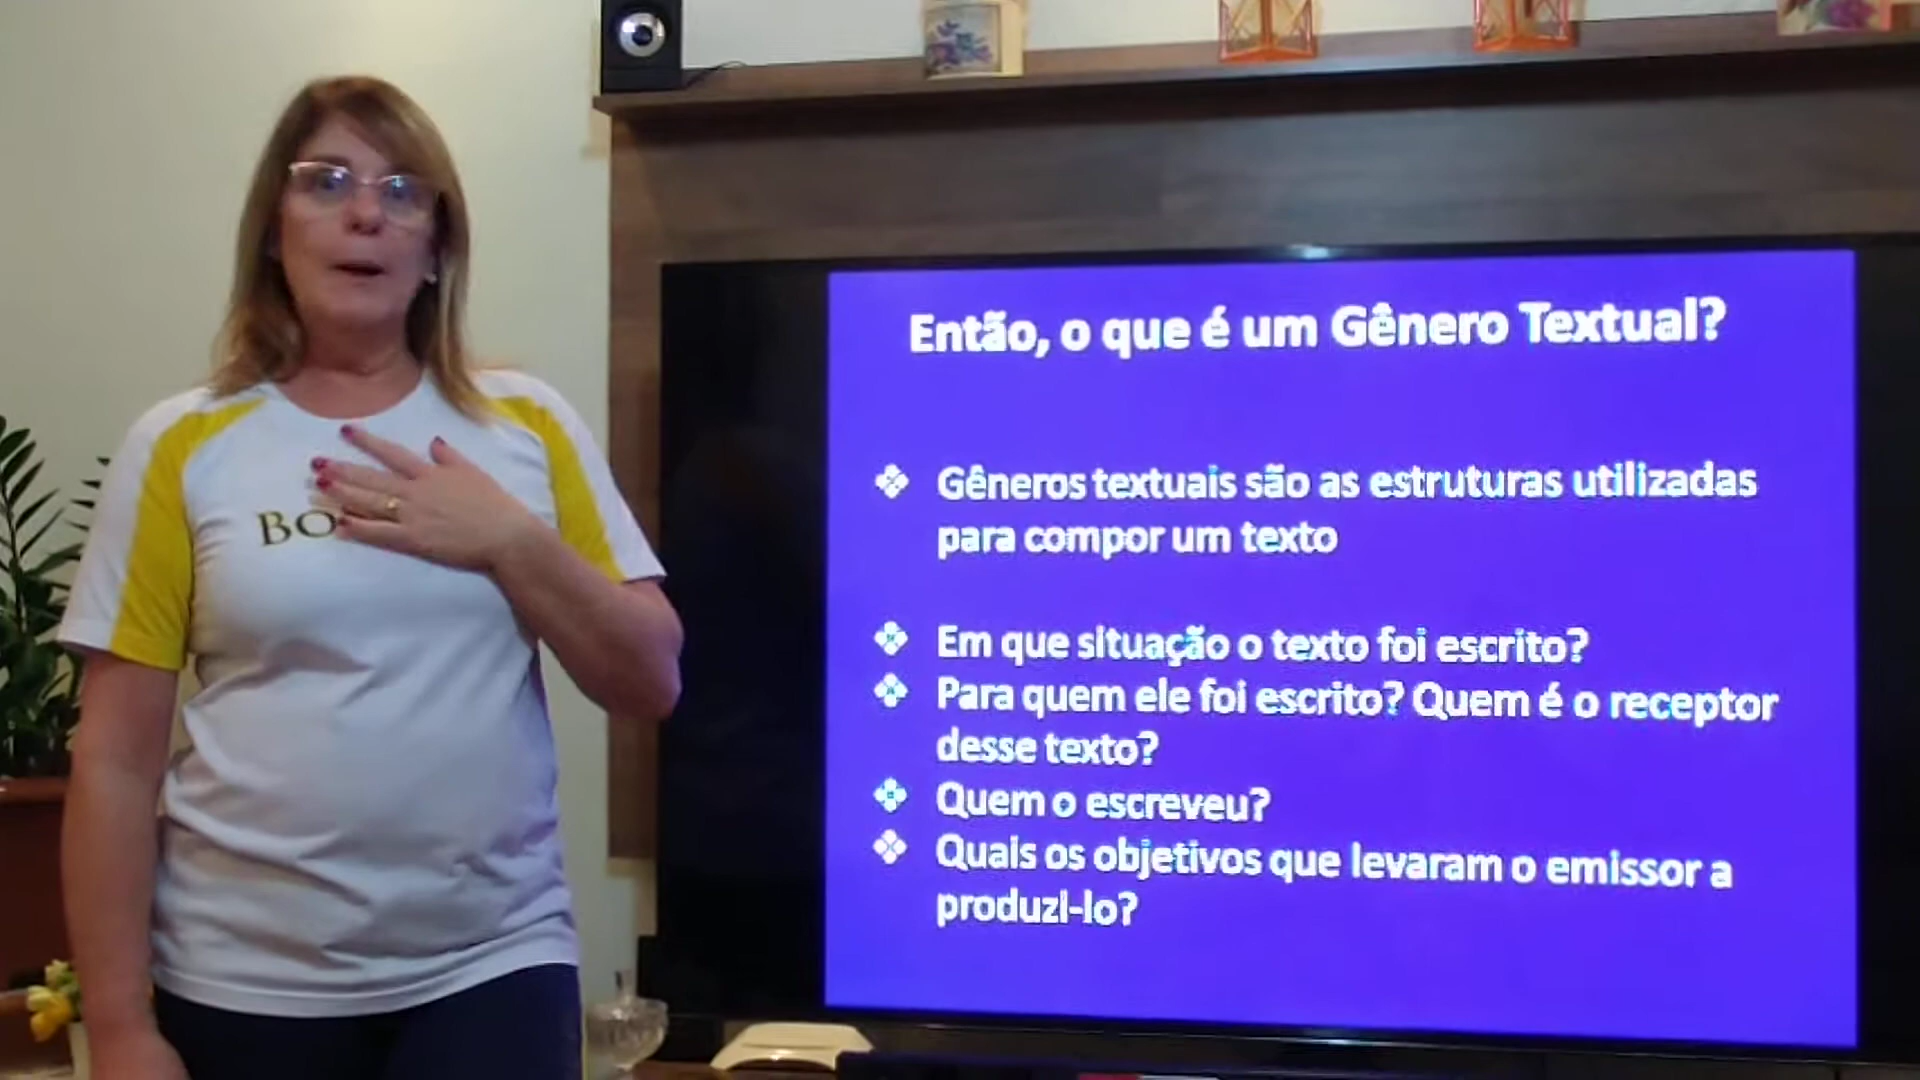 Então, o que é um Gênero Textual?
Gêneros textuais são as estruturas utilizadas
para compor um texto
Em que situação o texto foi escrito?
Para quem ele foi escrito? Quem é o receptor
desse texto?
Quem o escreveu?
Quais os objetivos que levaram o emissor a
produzi-lo?